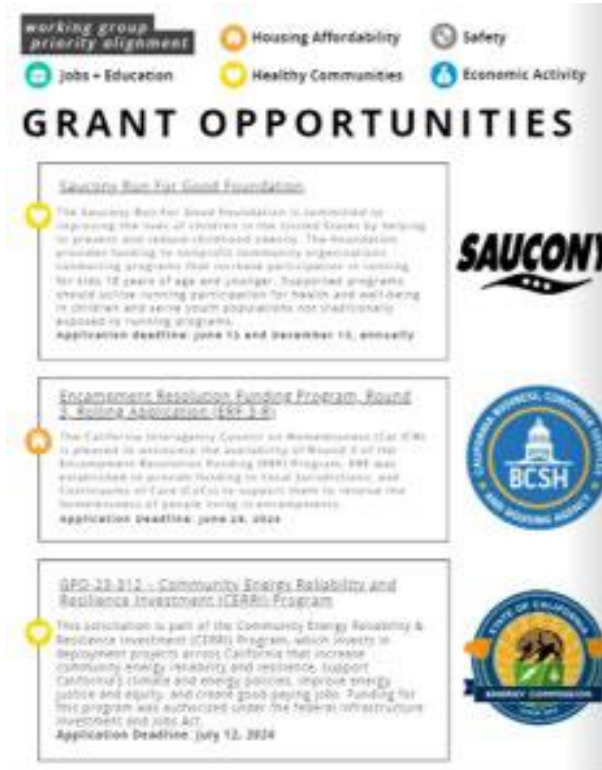 working group
priority alignment
Housing Affordability
Safety
Jobs + Education
Healthy Communities
Economic Activity
GRANT OPPORTUNITIES
Saucony Run For Good Foundation
The Saucony Run For Good Foundation is committed to
improving the lives of children in the United States by helping
to prevent and reduce childhood obesity. The Foundation
provides funding to nonprofit community organizations
conducting programs that increase participation in running
for kids 18 years of age and younger. Supported programs
should utilize running participation for health and well-being
in children and serve youth populations not traditionally
exposed to running programs.
Application deadline: June 15 and December 15, annually
SAUCONY
Encampment Resolution Funding Program, Round
3, Rolling Application (ERF-3-R)
The California Interagency Council on Homelessness (Cal ICH)
is pleased to announce the availability of Round 3 of the
Encampment Resolution Funding (ERF) Program. ERF was
established to provide funding to Local Jurisdictions, and
Continuums of Care (CoCs) to support them to resolve the
homelessness of people living in encampments.
Application Deadline: June 28, 2024
CALIFORNIA BUSINESS, CONSUMER SERVICES
AND HOUSING AGENCY
BCSH
GFO-23-312 - Community Energy Reliability and
Resilience Investment (CERRI) Program
This solicitation is part of the Community Energy Reliability &
Resilience Investment (CERRI) Program, which invests in
deployment projects across California that increase
community energy reliability and resilience, support
California's climate and energy policies, improve energy
justice and equity, and create good-paying jobs. Funding for
this program was authorized under the federal Infrastructure
Investment and Jobs Act.
Application Deadline: July 12, 2024
STATE OF CALIFORNIA
ENERGY COMMISSION